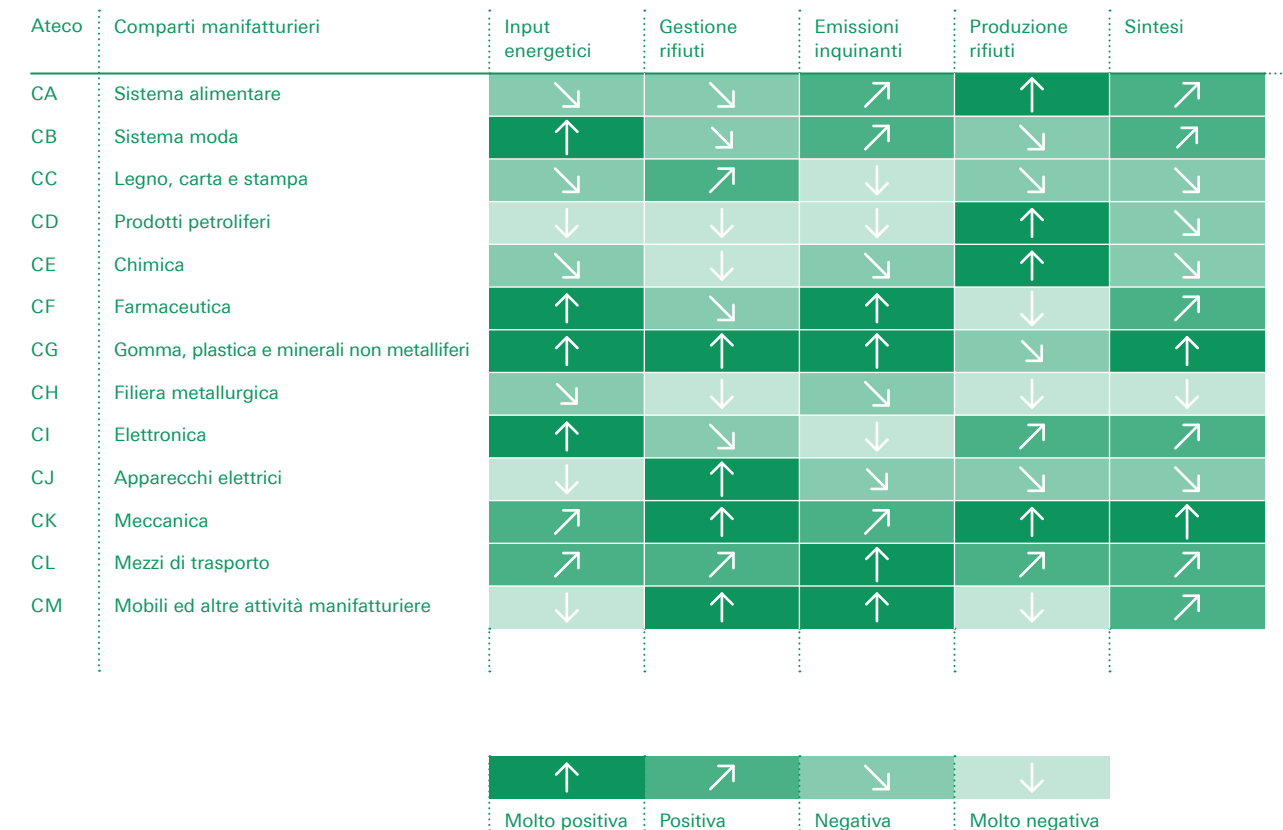 Ateco Comparti manifatturieri Input energetici Gestione rifiuti Emissioni inquinanti Produzione rifiuti Sintesi
CA Sistema alimentare ↘ ↘ ↗ ↑ ↗
CB Sistema moda ↑ ↘ ↗ ↘ ↗
CC Legno, carta e stampa ↘ ↗ ↓ ↘ ↘
CD Prodotti petroliferi ↓ ↓ ↓ ↑ ↘
CE Chimica ↘ ↓ ↘ ↑ ↘
CF Farmaceutica ↑ ↘ ↑ ↓ ↗
CG Gomma, plastica e minerali non metalliferi ↑ ↑ ↑ ↘ ↑
CH Filiera metallurgica ↘ ↓ ↘ ↓ ↓
CI Elettronica ↑ ↘ ↓ ↗ ↗
CJ Apparecchi elettrici ↓ ↑ ↘ ↘ ↘
CK Meccanica ↗ ↑ ↗ ↑ ↑
CL Mezzi di trasporto ↗ ↗ ↑ ↗ ↗
CM Mobili ed altre attività manifatturiere ↓ ↑ ↑ ↓ ↗
↑ ↗ ↘ ↓
Molto positiva Positiva Negativa Molto negativa